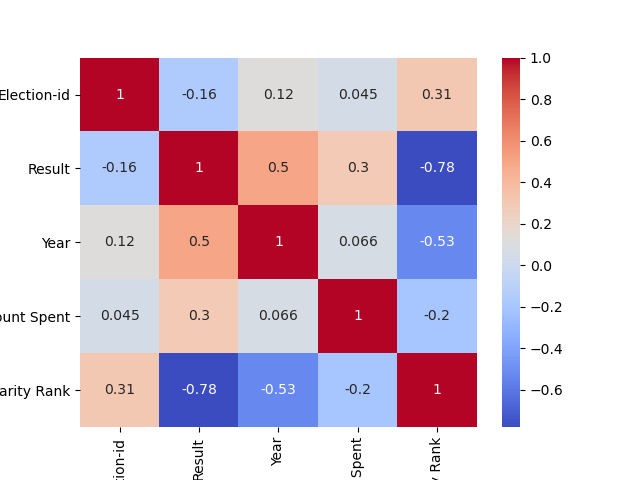 Election-id 1 -0.16 0.12 0.045 0.31
Result -0.16 1 0.5 0.3 -0.78
Year 0.12 0.5 1 0.066 -0.53
ount Spent 0.045 0.3 0.066 1 -0.2
arity Rank 0.31 -0.78 -0.53 -0.2 1
tion-id
Result
Year
Spent
y Rank
1.0
0.8
0.6
0.4
0.2
0.0
−0.2
−0.4
−0.6